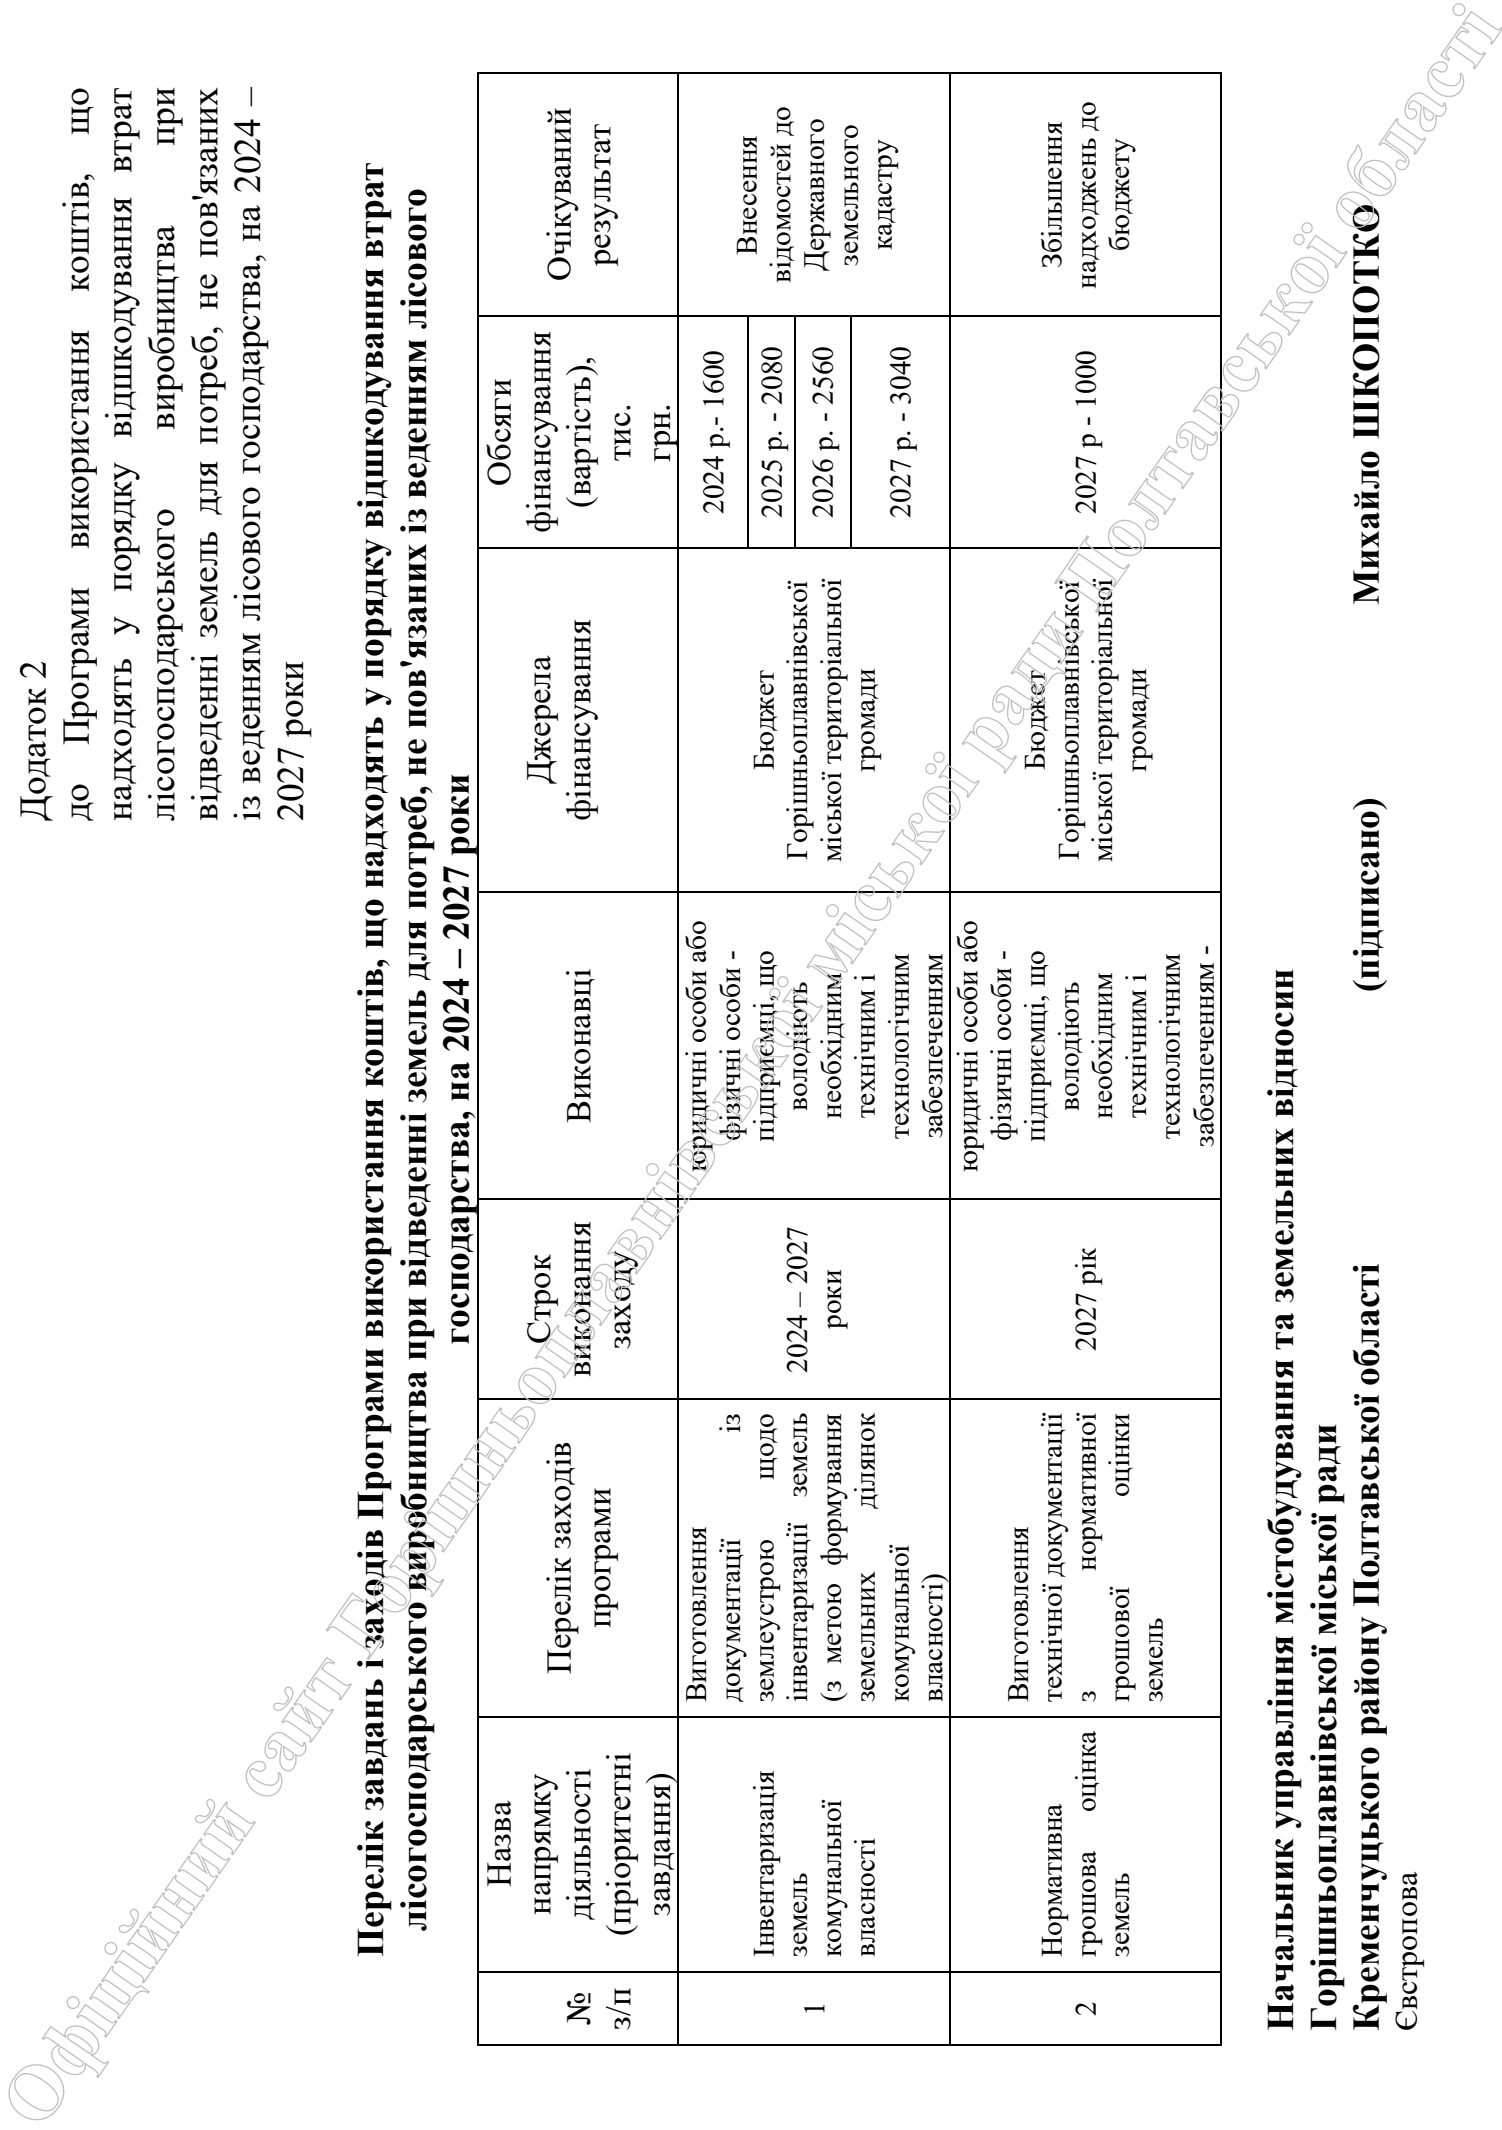 Додаток 2
до Програми використання коштів, що
надходять у порядку відшкодування втрат
лісогосподарського виробництва при
відведенні земель для потреб, не пов'язаних
із веденням лісового господарства, на 2024 –
2027 роки
Перелік завдань і заходів Програми використання коштів, що надходять у порядку відшкодування втрат
лісогосподарського виробництва при відведенні земель для потреб, не пов'язаних із веденням лісового
господарства, на 2024 – 2027 роки
№
з/п
Назва
напрямку
діяльності
(пріоритетні
завдання)
Перелік заходів
програми
Строк
виконання
заходу
Виконавці
Джерела
фінансування
Обсяги
фінансування
(вартість),
тис.
грн.
Очікуваний
результат
1
Інвентаризація
земель
комунальної
власності
Виготовлення
документації із
землеустрою щодо
інвентаризації земель
(з метою формування
земельних ділянок
комунальної
власності)
2024 – 2027
роки
юридичні особи або
фізичні особи -
підприємці, що
володіють
необхідним
технічним і
технологічним
забезпеченням
Бюджет
Горішньоплавнівської
міської територіальної
громади
2024 р.- 1600
2025 р. - 2080
2026 р. - 2560
2027 р. - 3040
Внесення
відомостей до
Державного
земельного
кадастру
2
Нормативна
грошова оцінка
земель
Виготовлення
технічної документації
з нормативної
грошової оцінки
земель
2027 рік
юридичні особи або
фізичні особи -
підприємці, що
володіють
необхідним
технічним і
технологічним
забезпеченням -
Бюджет
Горішньоплавнівської
міської територіальної
громади
2027 р - 1000
Збільшення
надходжень до
бюджету
Начальник управління містобудування та земельних відносин
Горішньоплавнівської міської ради
Кременчуцького району Полтавської області (підписано) Михайло ШКОПОТКО
Євстропова
Офіційний сайт Горішньоплавнівської міської ради Полтавської області